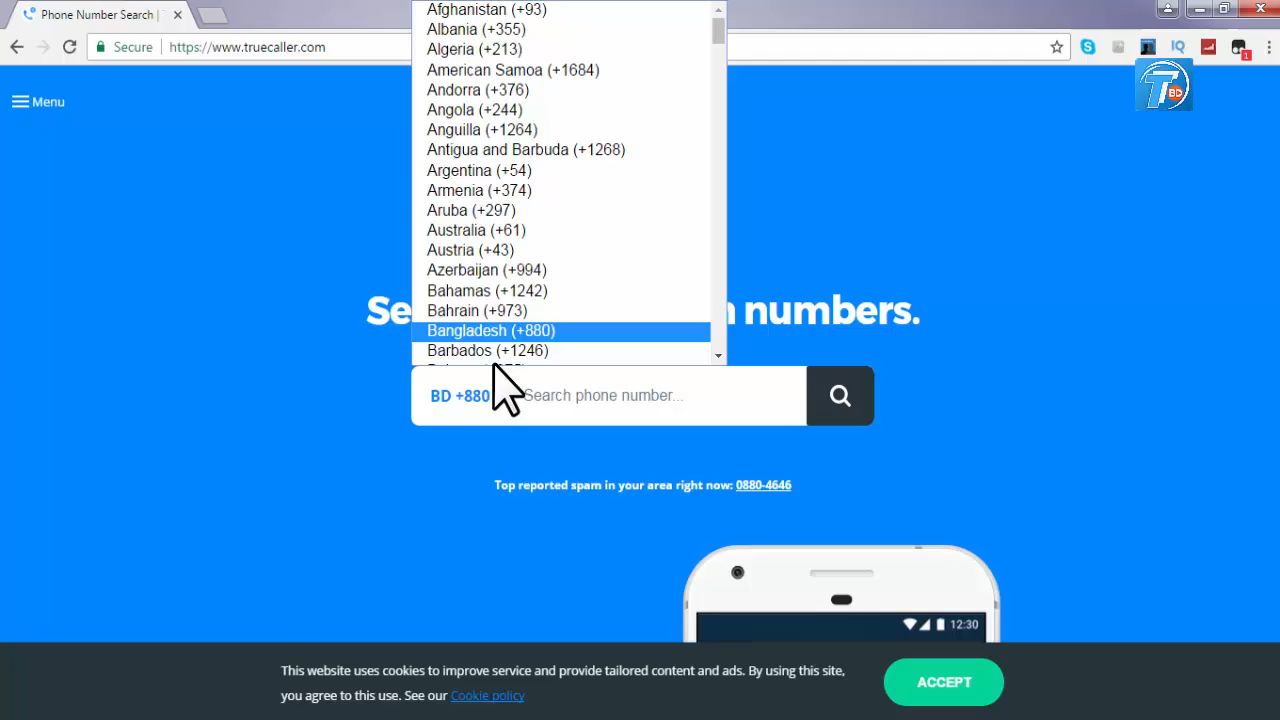 Phone Number Search |
Secure
https://www.truecaller.com
IQ
1
Menu
T
BD
Afghanistan (+93)
Albania (+355)
Algeria (+213)
American Samoa (+1684)
Andorra (+376)
Angola (+244)
Anguilla (+1264)
Antigua and Barbuda (+1268)
Argentina (+54)
Armenia (+374)
Aruba (+297)
Australia (+61)
Austria (+43)
Azerbaijan (+994)
Bahamas (+1242)
Bahrain (+973)
Bangladesh (+880)
Barbados (+1246)
Se
numbers.
BD +880
Search phone number...
Top reported spam in your area right now: 0880-4646
12:30
This website uses cookies to improve service and provide tailored content and ads. By using this site,
you agree to this use. See our Cookie policy
ACCEPT